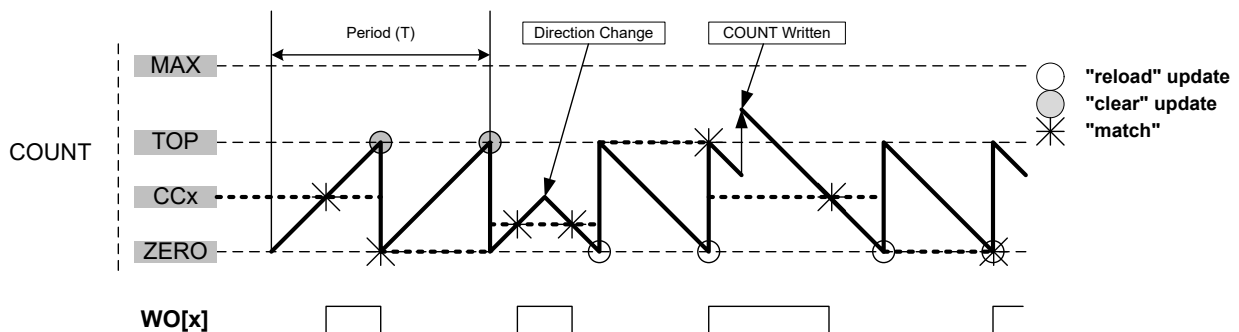 Period (T)
Direction Change
COUNT Written
MAX
"reload" update
"clear" update
"match"
TOP
COUNT
CCx
ZERO
WO[x]